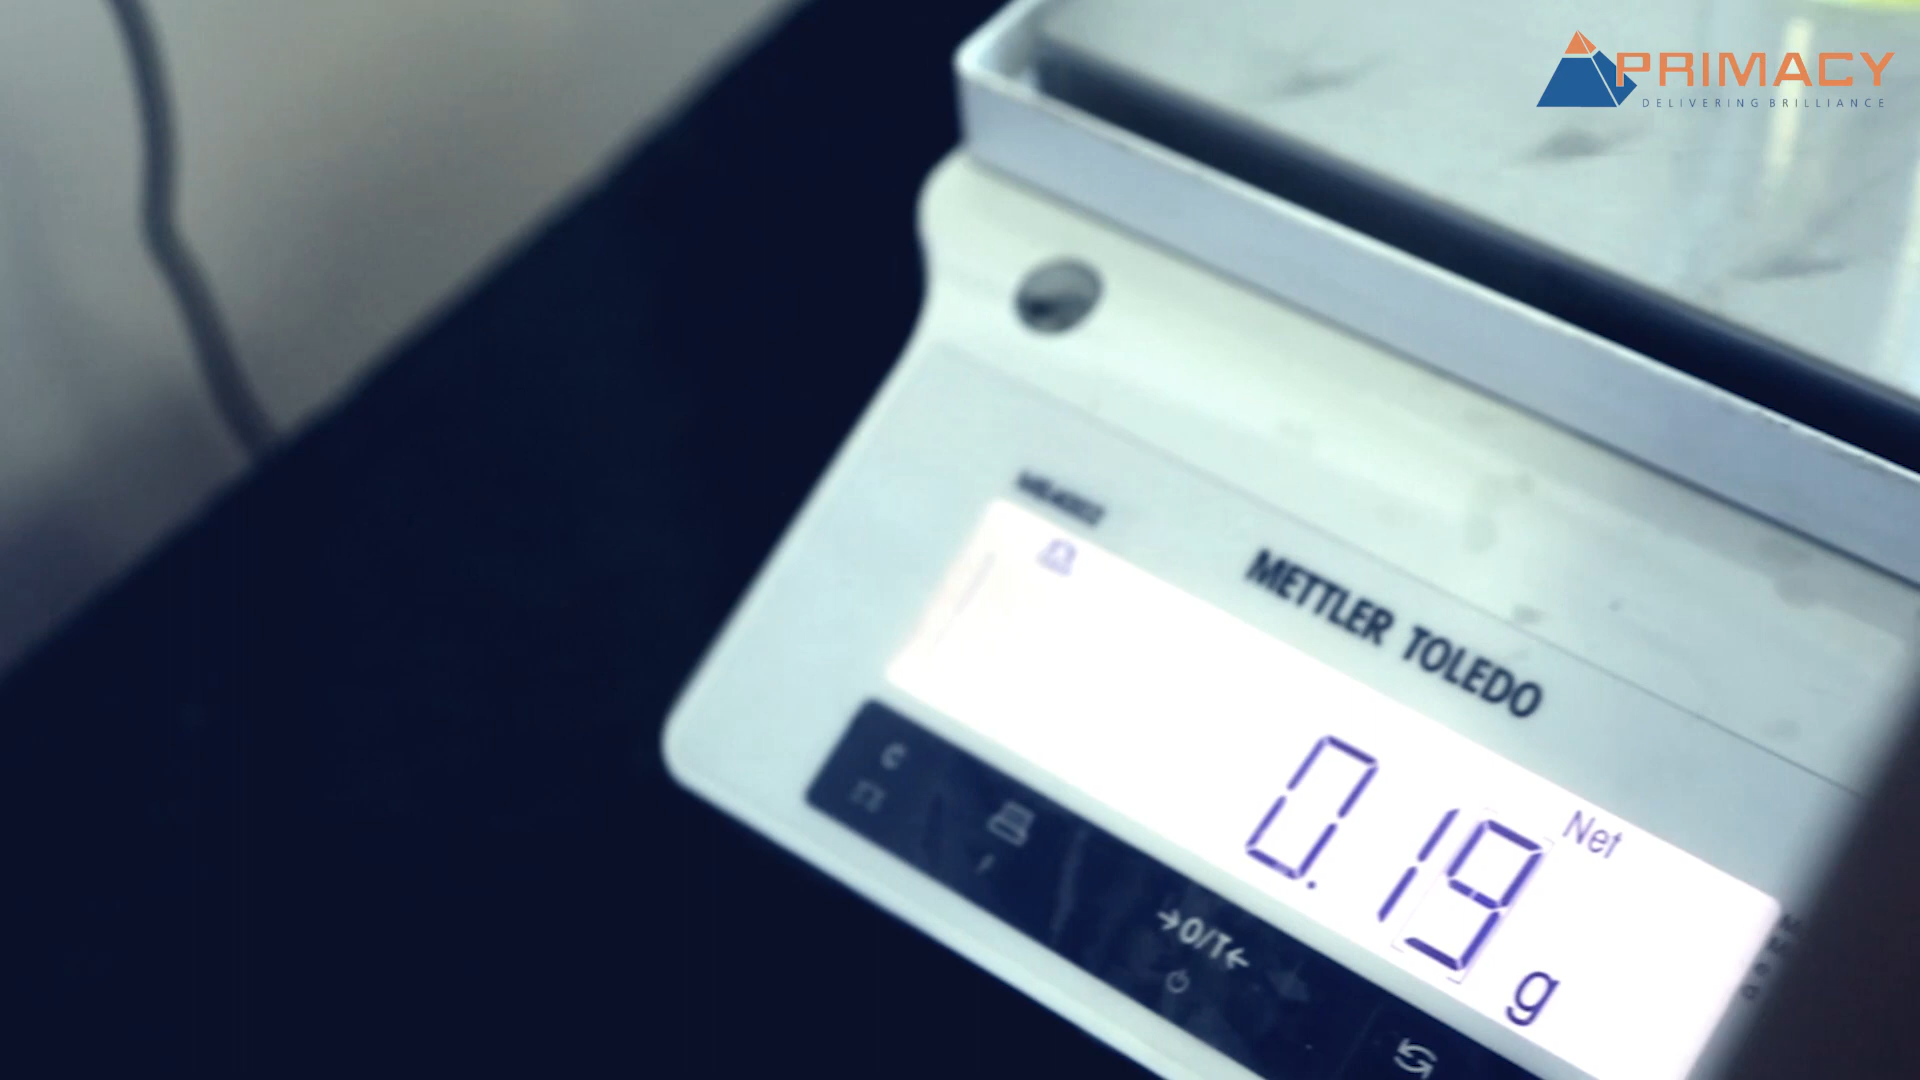 PRIMACY
DELIVERING BRILLIANCE
METTLER TOLEDO
Net
0.19 g
C
→0/T←